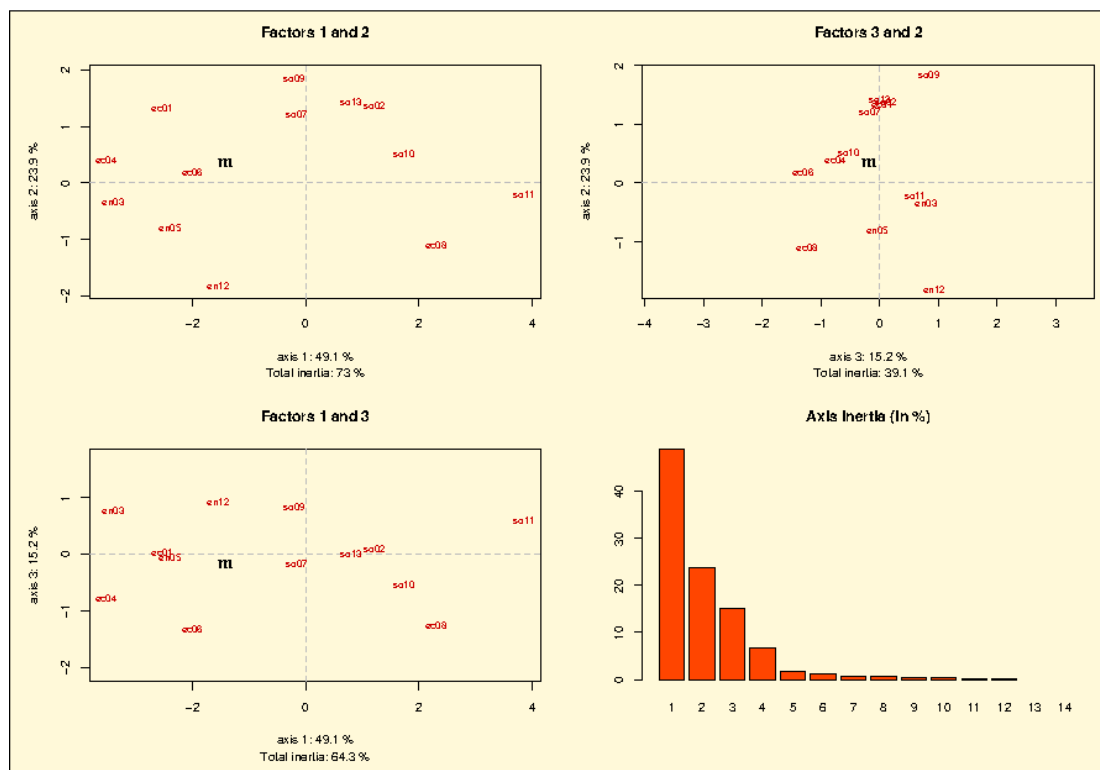 Factors 1 and 2
2
sa09
ec01
sa13
sa02
sa07
1
sa10
m
ec04
ec06
0
sa11
en03
en05
ec08
-1
en12
-2
-2 0 2 4
axis 2: 23.9 %
axis 1: 49.1 %
Total inertia: 73 %
Factors 3 and 2
2
sa09
sa13
sa07
1
sa10
ec04
m
ec06
0
sa11
en03
en05
ec08
-1
en12
-4 -3 -2 -1 0 1 2 3
axis 2: 23.9 %
axis 3: 15.2 %
Total inertia: 39.1 %
Factors 1 and 3
1
en12
sa09
en03
sa11
ec01
sa02
0
sa13
en05
m
sa07
sa10
ec04
-1
ec06
ec08
-2
-2 0 2 4
axis 3: 15.2 %
axis 1: 49.1 %
Total inertia: 64.3 %
Axis inertia (in %)
40
30
20
10
0
1 2 3 4 5 6 7 8 9 10 11 12 13 14